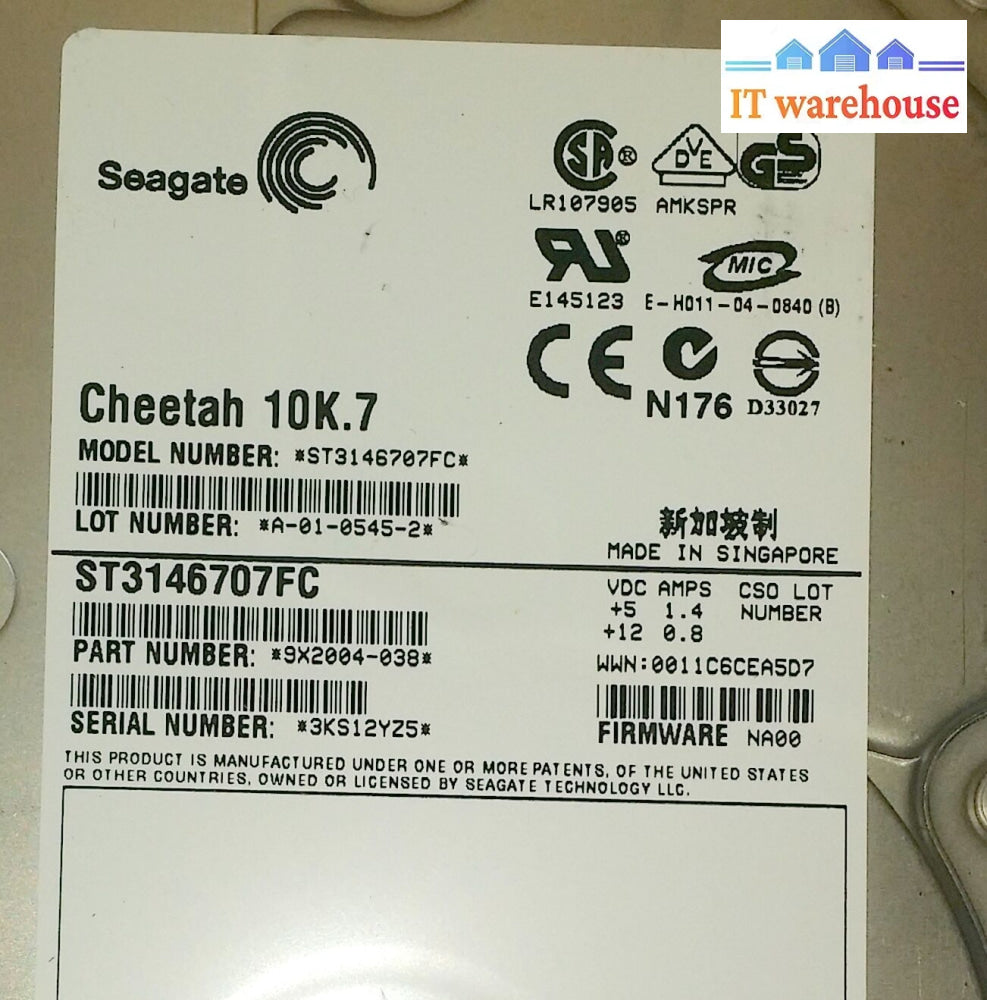 IT warehouse
Seagate
SA®
VDE
GS
LR107905 AMKSPR
®
MIC
E145123 E-H011-04-0840 (B)
CE
N176 D33027
Cheetah 10K.7
MODEL NUMBER: *ST3146707FC*
LOT NUMBER: *A-01-0545-2*
新加坡制
MADE IN SINGAPORE
ST3146707FC
PART NUMBER: *9X2004-038*
SERIAL NUMBER: *3KS12YZ5*
VDC AMPS CSO LOT
+5 1.4 NUMBER
+12 0.8
WWN:0011C6CEA5D7
FIRMWARE NA00
THIS PRODUCT IS MANUFACTURED UNDER ONE OR MORE PATENTS, OF THE UNITED STATES
OR OTHER COUNTRIES, OWNED OR LICENSED BY SEAGATE TECHNOLOGY LLC.